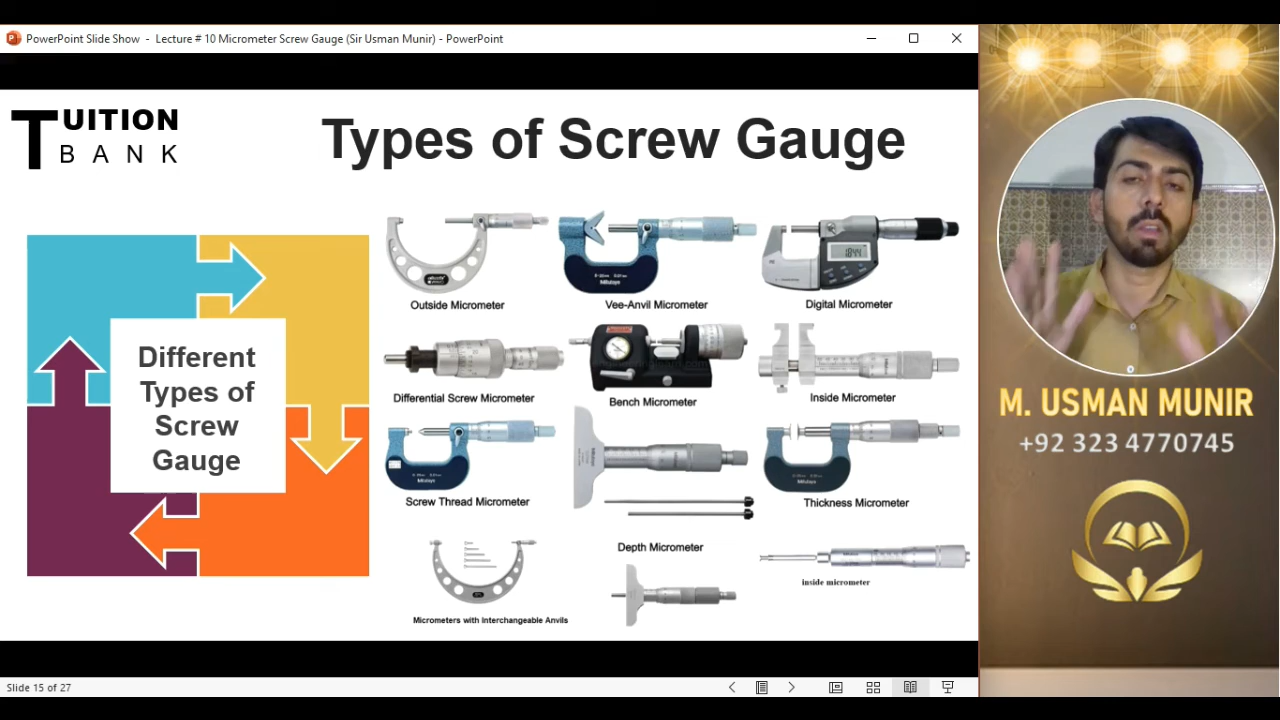 PowerPoint Slide Show - Lecture # 10 Micrometer Screw Gauge (Sir Usman Munir) - PowerPoint
TUITION
BANK
Types of Screw Gauge
Different
Types of
Screw
Gauge
Outside Micrometer
Vee-Anvil Micrometer
Digital Micrometer
Differential Screw Micrometer
Bench Micrometer
Inside Micrometer
Screw Thread Micrometer
Depth Micrometer
Thickness Micrometer
Micrometers with Interchangeable Anvils
inside micrometer
M. USMAN MUNIR
+92 323 4770745
Slide 15 of 27